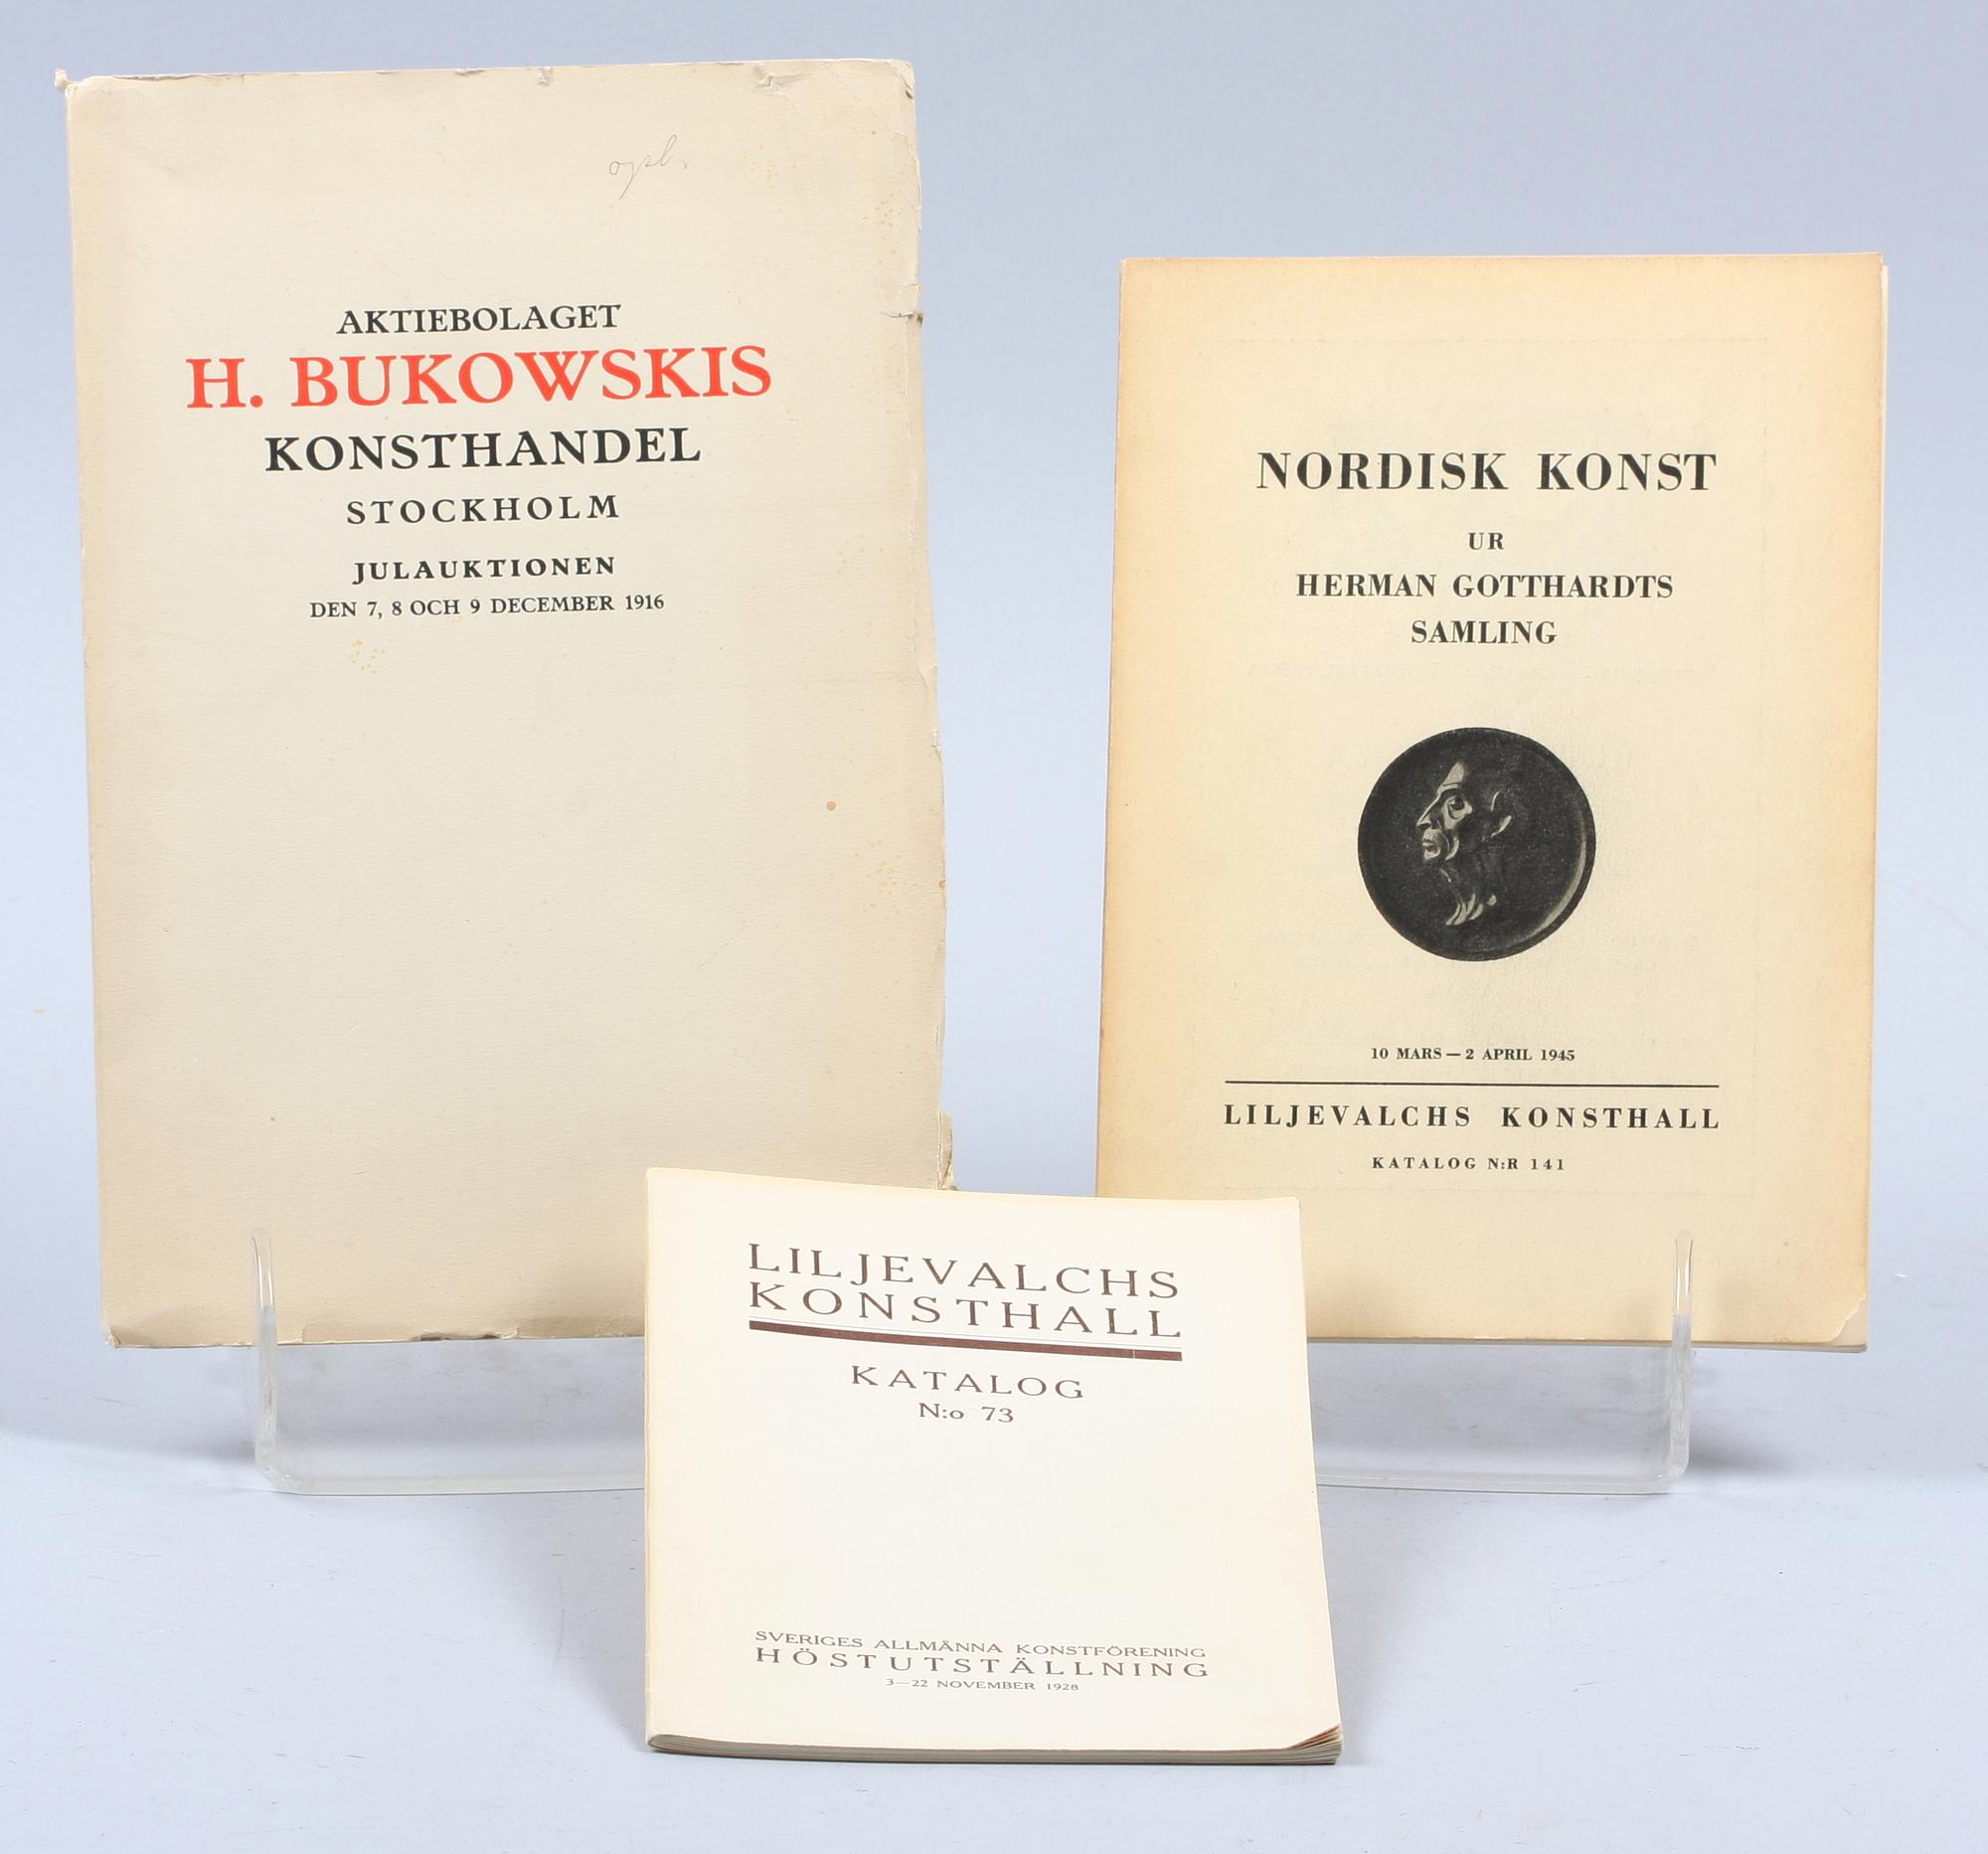 AKTIEBOLAGET
H. BUKOWSKIS
KONSTHANDEL
STOCKHOLM
JULAUKTIONEN
DEN 7, 8 OCH 9 DECEMBER 1916
NORDISK KONST
UR
HERMAN GOTTHARDTS
SAMLING
10 MARS — 2 APRIL 1945
LILJEVALCHS KONSTHALL
KATALOG N:R 141
LILJEVALCHS
KONSTHALL
KATALOG
N:o 73
SVERIGES ALLMÄNNA KONSTFÖRENING
HÖSTUTSTÄLLNING
3—22 NOVEMBER 1928